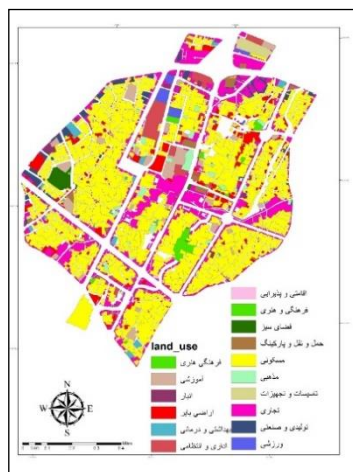 land_use
فرهنگی هنری
آموزشی
انبار
اراضی بایر
بهداشتی و درمانی
اداری و انتظامی
اقامتی و پذیرایی
فرهنگی و هنری
فضای سبز
حمل و نقل و پارکینگ
مسکونی
مذهبی
تاسیسات و تجهیزات
تجاری
تولیدی و صنعتی
ورزشی
N
W
E
S